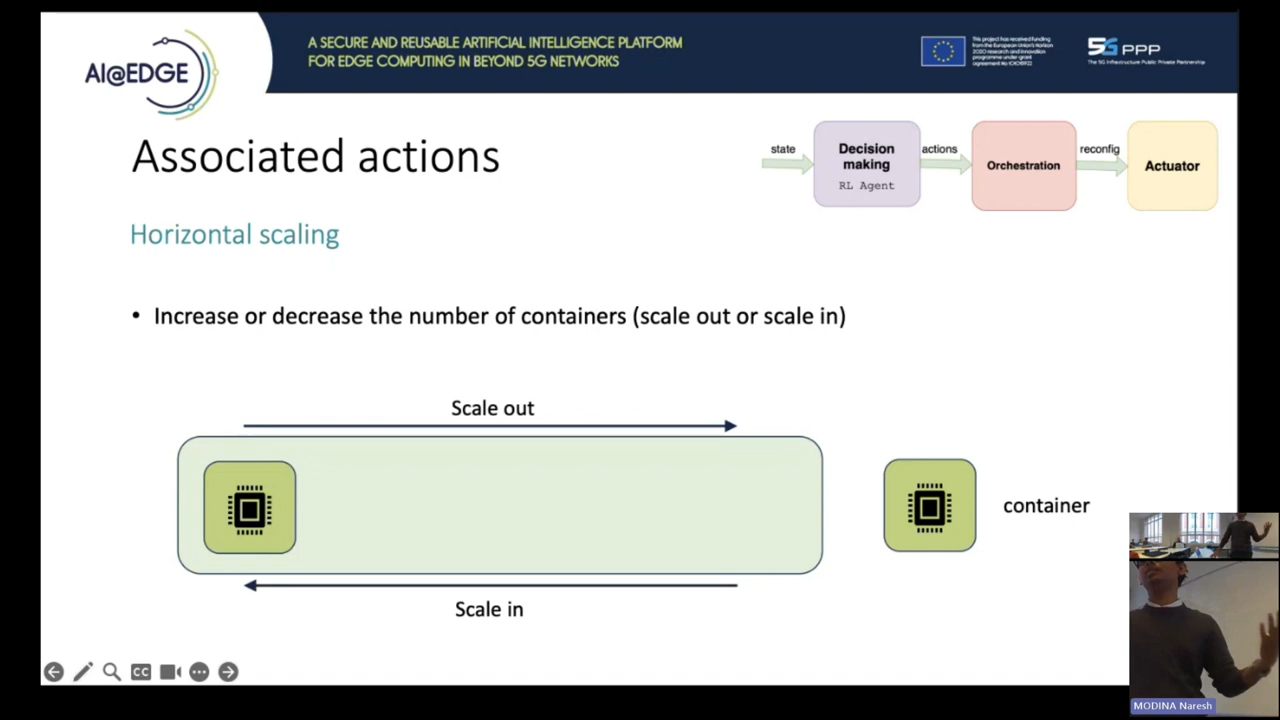 AI@EDGE
A SECURE AND REUSABLE ARTIFICIAL INTELLIGENCE PLATFORM
FOR EDGE COMPUTING IN BEYOND 5G NETWORKS
This project has received funding
from the European Union's Horizon
2020 research and innovation
programme under grant
5G PPP
The 5G Infrastructure Public Private Partnership
Associated actions
state
Decision
making
RL Agent
actions
Orchestration
reconfig
Actuator
Horizontal scaling
• Increase or decrease the number of containers (scale out or scale in)
Scale out
container
Scale in
CC
MODINA Naresh